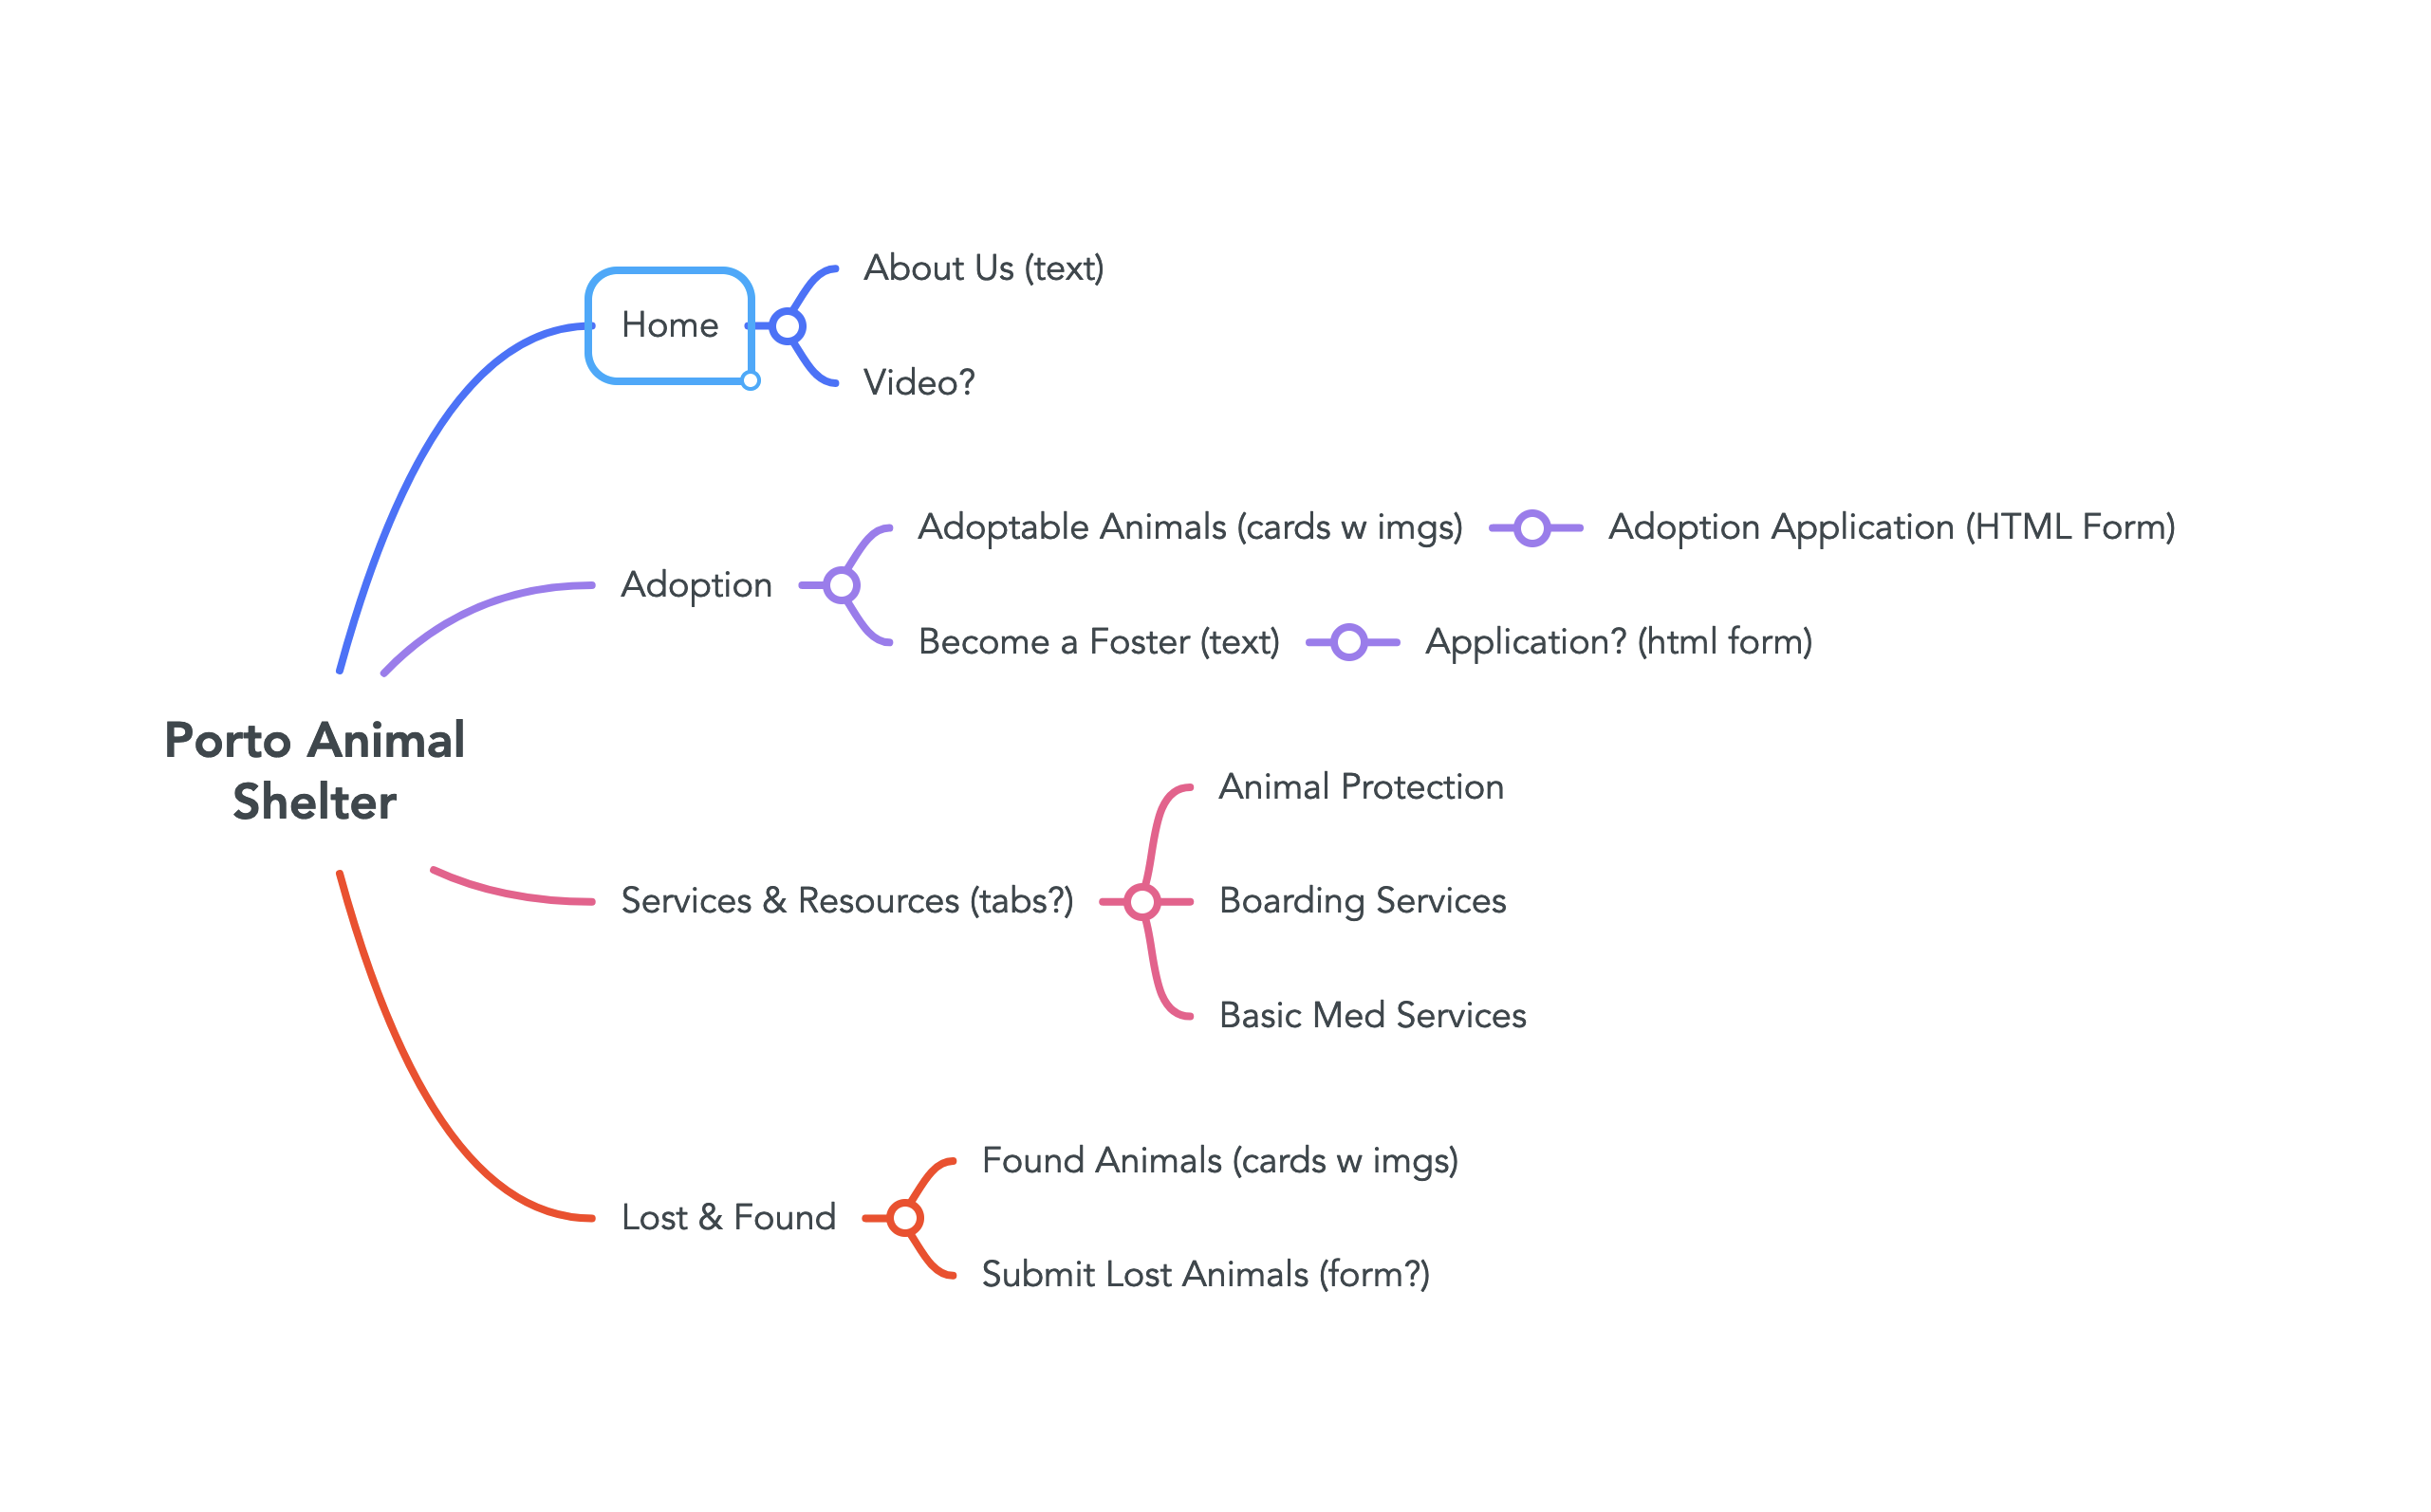 Porto Animal
Shelter
Home
About Us (text)
Video?
Adoption
Adoptable Animals (cards w imgs)
Adoption Application (HTML Form)
Become a Foster (text)
Application? (html form)
Services & Resources (tabs?)
Animal Protection
Boarding Services
Basic Med Services
Lost & Found
Found Animals (cards w imgs)
Submit Lost Animals (form?)